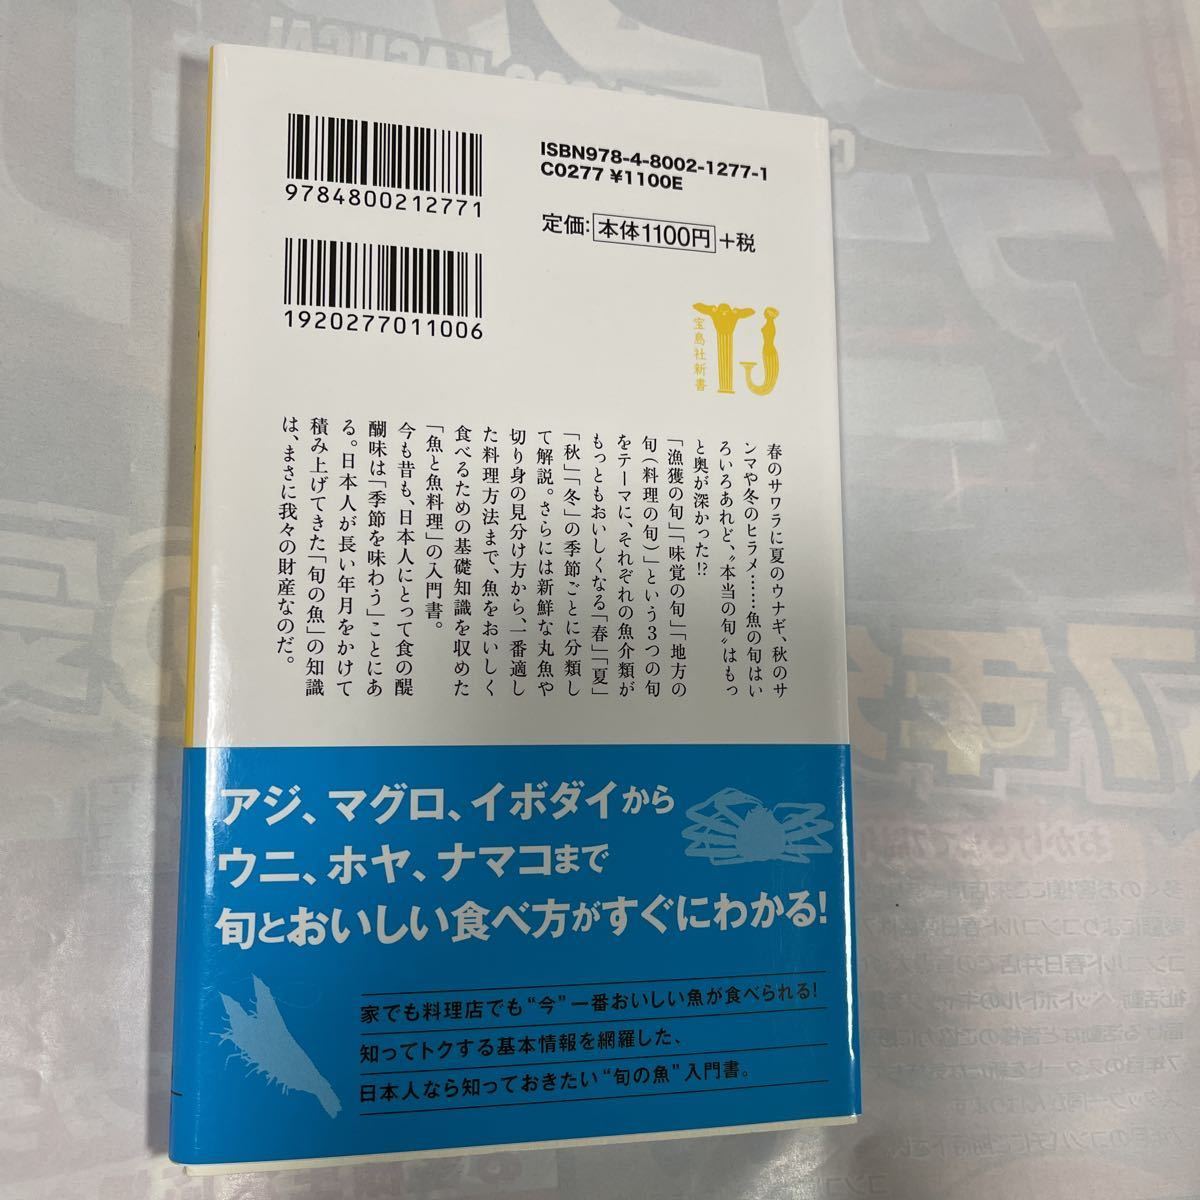 9784800212771
ISBN978-4-8002-1277-1
C0277 ¥1100E
定価:本体1100円+税
1920277011006
宝島社新書
TJ
春のサワラに夏のウナギ、秋のサ
ンマや冬のヒラメ……魚の旬はい
ろいろあれど、“本当の旬”はもっ
と奥が深かった!?
「漁獲の旬」「味覚の旬」「地方の
旬(料理の旬)」という3つの旬
をテーマに、それぞれの魚介類が
もっともおいしくなる「春」「夏」
「秋」「冬」の季節ごとに分類し
て解説。さらには新鮮な丸魚や
切り身の見分け方から、一番適し
た料理方法まで、魚をおいしく
食べるための基礎知識を収めた
「魚と魚料理」の入門書。
今も昔も、日本人にとって食の醍
醐味は「季節を味わう」ことにあ
る。日本人が長い年月をかけて
積み上げてきた「旬の魚」の知識
は、まさに我々の財産なのだ。
アジ、マグロ、イボダイから
ウニ、ホヤ、ナマコまで
旬とおいしい食べ方がすぐにわかる!
家でも料理店でも“今”一番おいしい魚が食べられる!
知ってトクする基本情報を網羅した、
日本人なら知っておきたい“旬の魚”入門書。